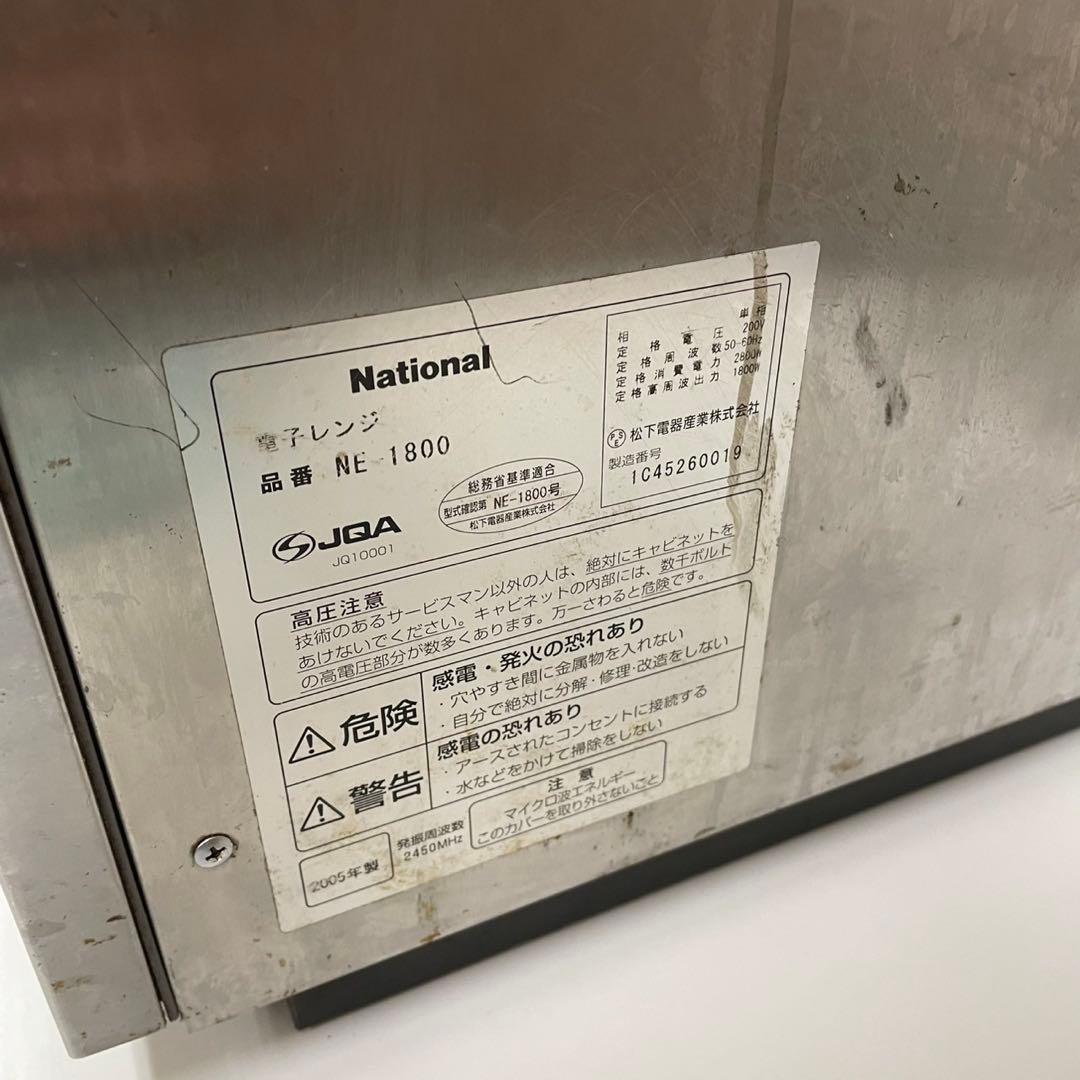 National
電子レンジ
品番 NE-1800
JQA
JQ10001
総務省基準適合
型式確認第 NE-1800号
松下電器産業株式会社
相 単相
定格電圧 200V
定格周波数 50-60Hz
定格消費電力 2800W
定格高周波出力 1800W
PSE 松下電器産業株式会社
製造番号
1C45260019
高圧注意
技術のあるサービスマン以外の人は、絶対にキャビネットを
あけないでください。キャビネットの内部には、数千ボルト
の高電圧部分が数多くあります。万一さわると危険です。
危険
感電・発火の恐れあり
・穴やすき間に金属物を入れない
・自分で絶対に分解・修理・改造をしない
警告
感電の恐れあり
・アースされたコンセントに接続する
・水などをかけて掃除をしない
2005年製
発振周波数
2450MHz
注意
マイクロ波エネルギー
このカバーを取り外さないこと